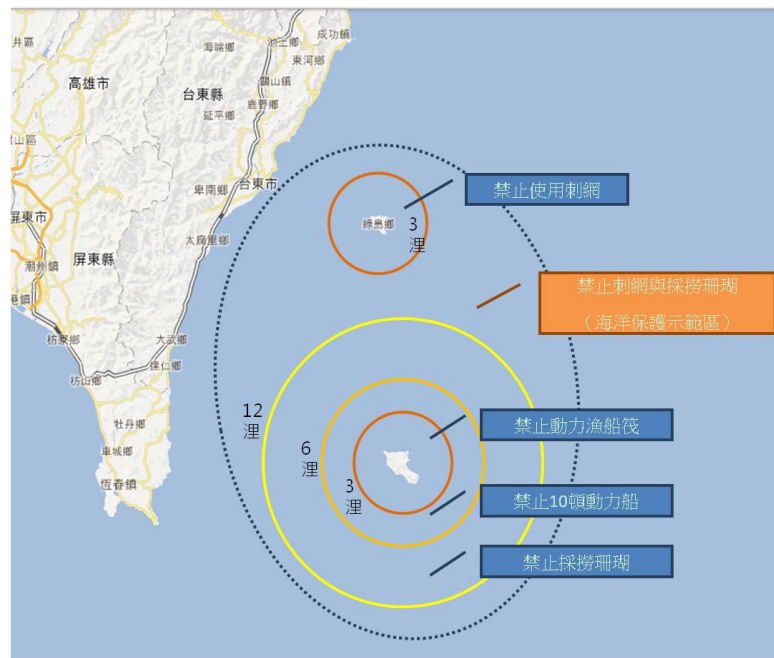 井區
海端鄉
池上鄉
成功鎮
東河鄉
高雄市
關山鎮
台東縣
鹿野鄉
延平鄉
卑南鄉
台東市
禁止使用刺網
綠島鄉
3
浬
屏東市
太麻里鄉
屏東縣
潮州鎮
禁止刺網與採撈珊瑚
（海洋保護示範區）
港鎮
枋寮鄉
大武鄉
達仁鄉
枋山鄉
12
浬
牡丹鄉
禁止動力漁船筏
車城鄉
6
浬
恆春鎮
3
浬
禁止10頓動力船
禁止採撈珊瑚